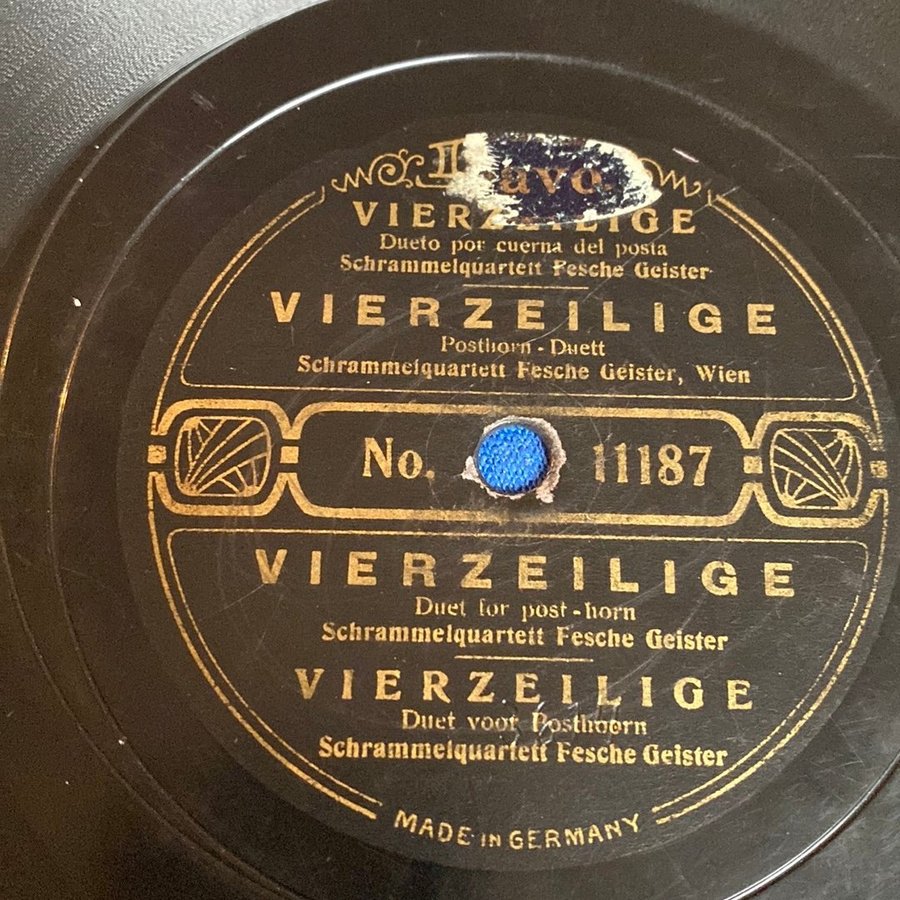 avo.
VIERZEILIGE
Dueto por cuerna del posta
Schrammelquartett Fesche Geister
VIERZEILIGE
Posthorn - Duett
Schrammelquartett Fesche Geister, Wien
No. 11187
VIERZEILIGE
Duet for post-horn
Schrammelquartett Fesche Geister
VIERZEILIGE
Duet voor Posthoorn
Schrammelquartett Fesche Geister
MADE IN GERMANY